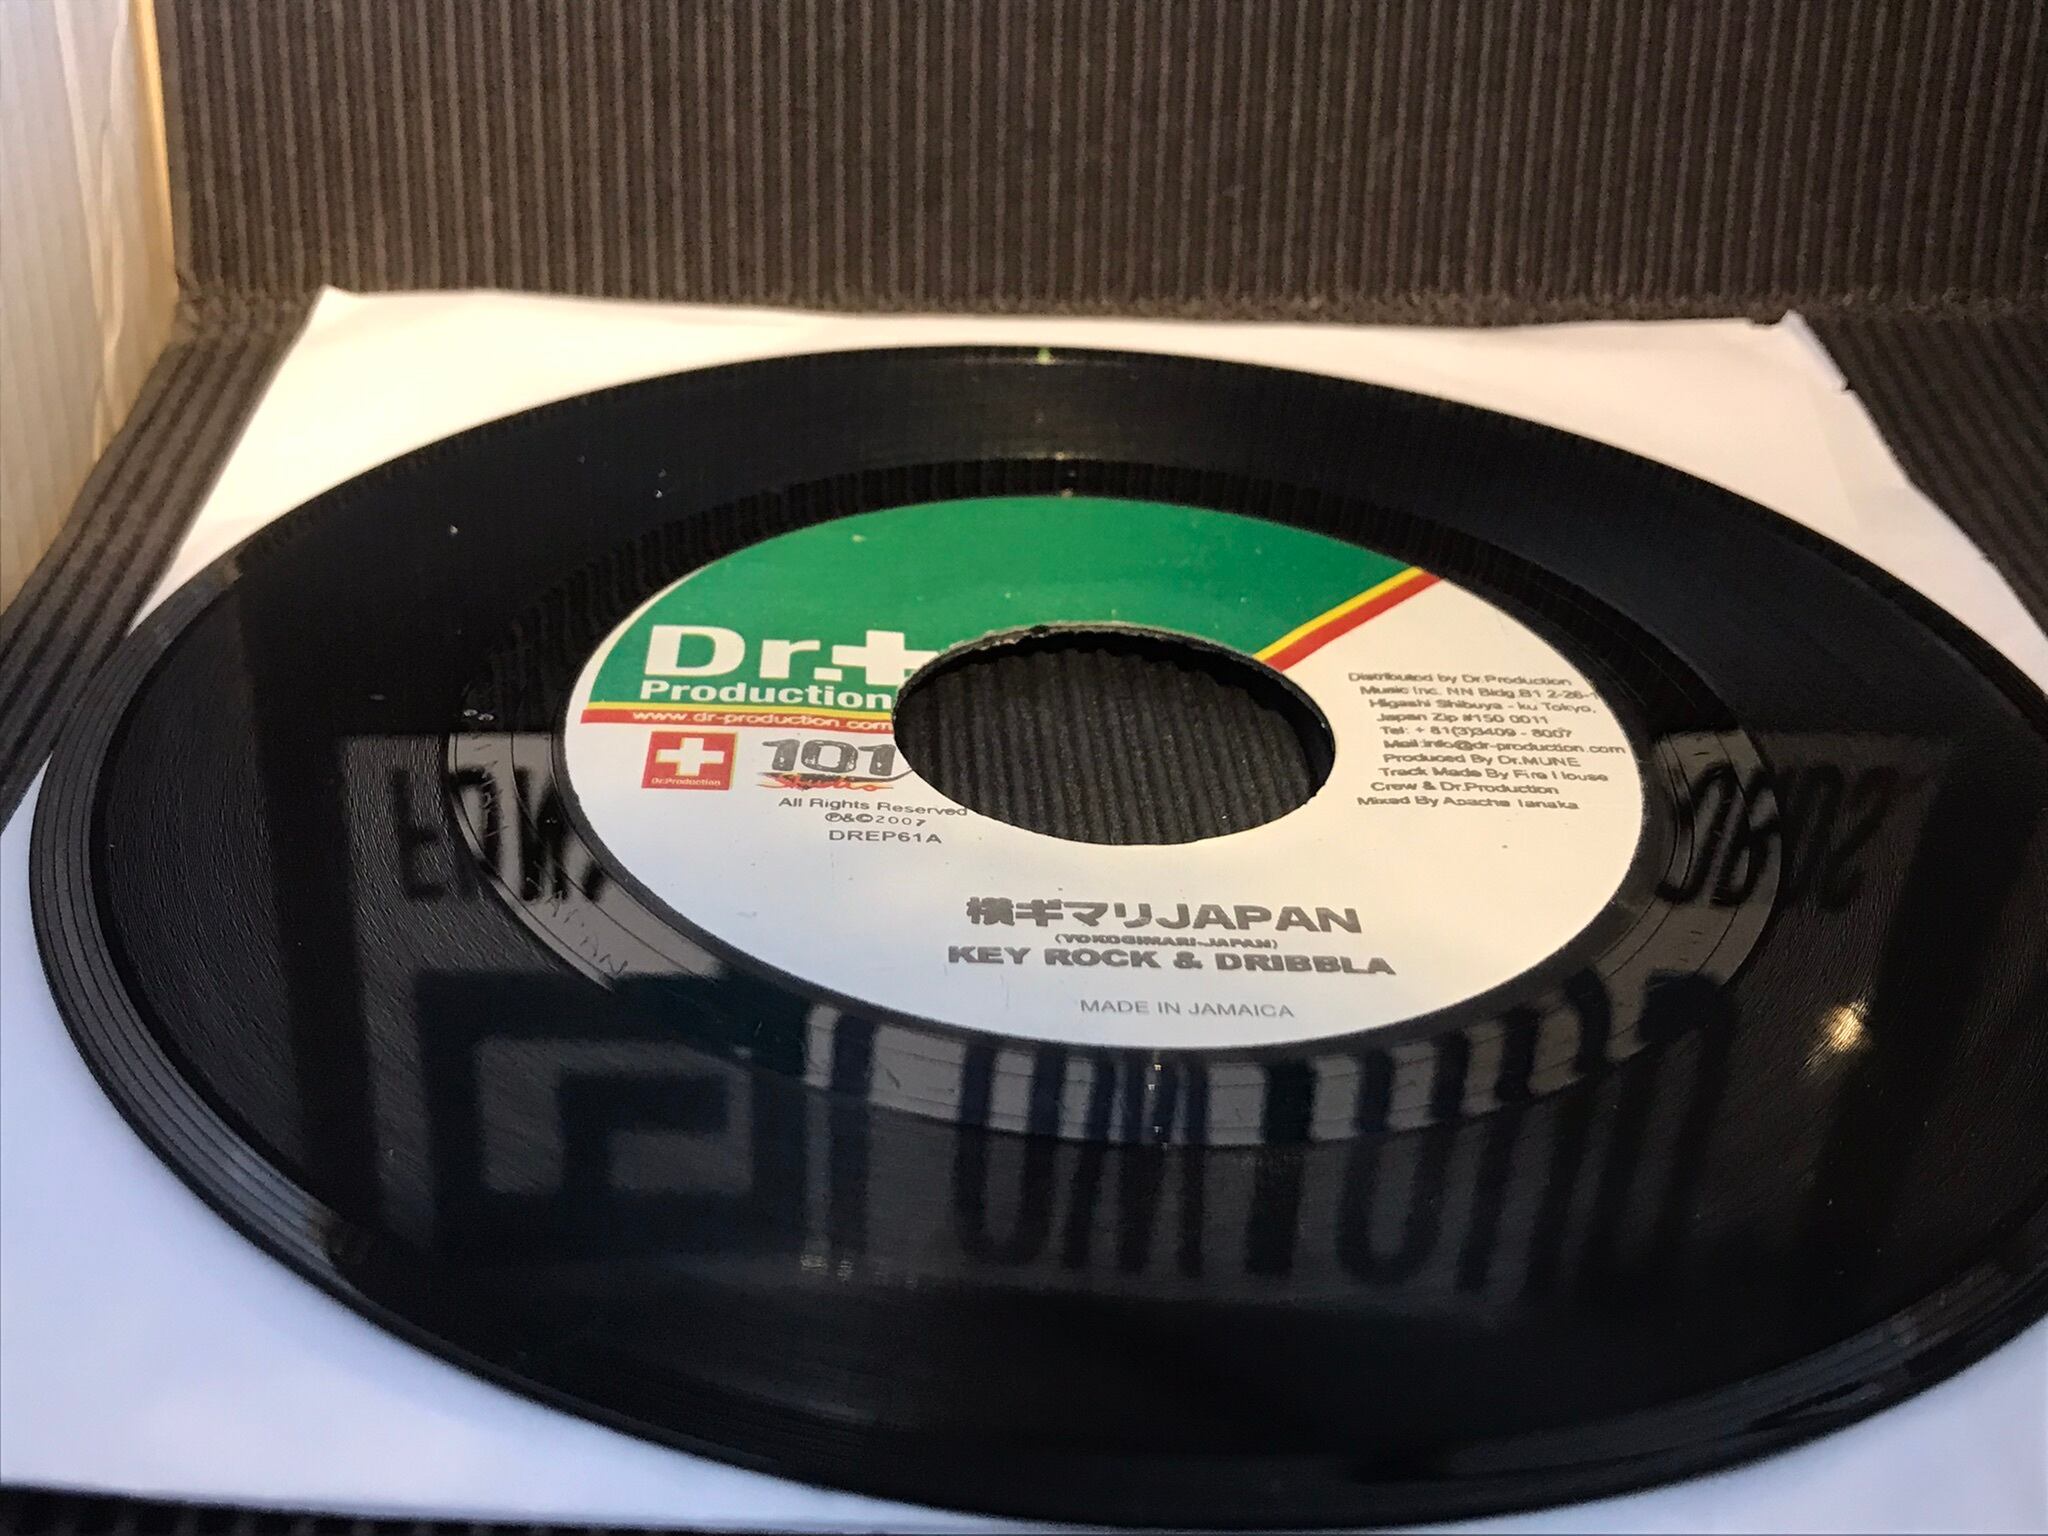 Dr.
Production
www.dr-production.com
Dr.Production
101
Studio
All Rights Reserved
℗&©2007
DREP61A
Distributed by Dr.Production
Music Inc. NN Bldg.B1 2-26-
Higashi Shibuya - ku Tokyo,
Japan Zip #150 0011
Tel: + 81(3)3409 - 8007
Mail:info@dr-production.com
Produced By Dr.MUNE
Track Made By Fire House
Crew & Dr.Production
Mixed By Apache Tanaka
横ギマリJAPAN
(YOKOGIMARI-JAPAN)
KEY ROCK & DRIBBLA
MADE IN JAMAICA